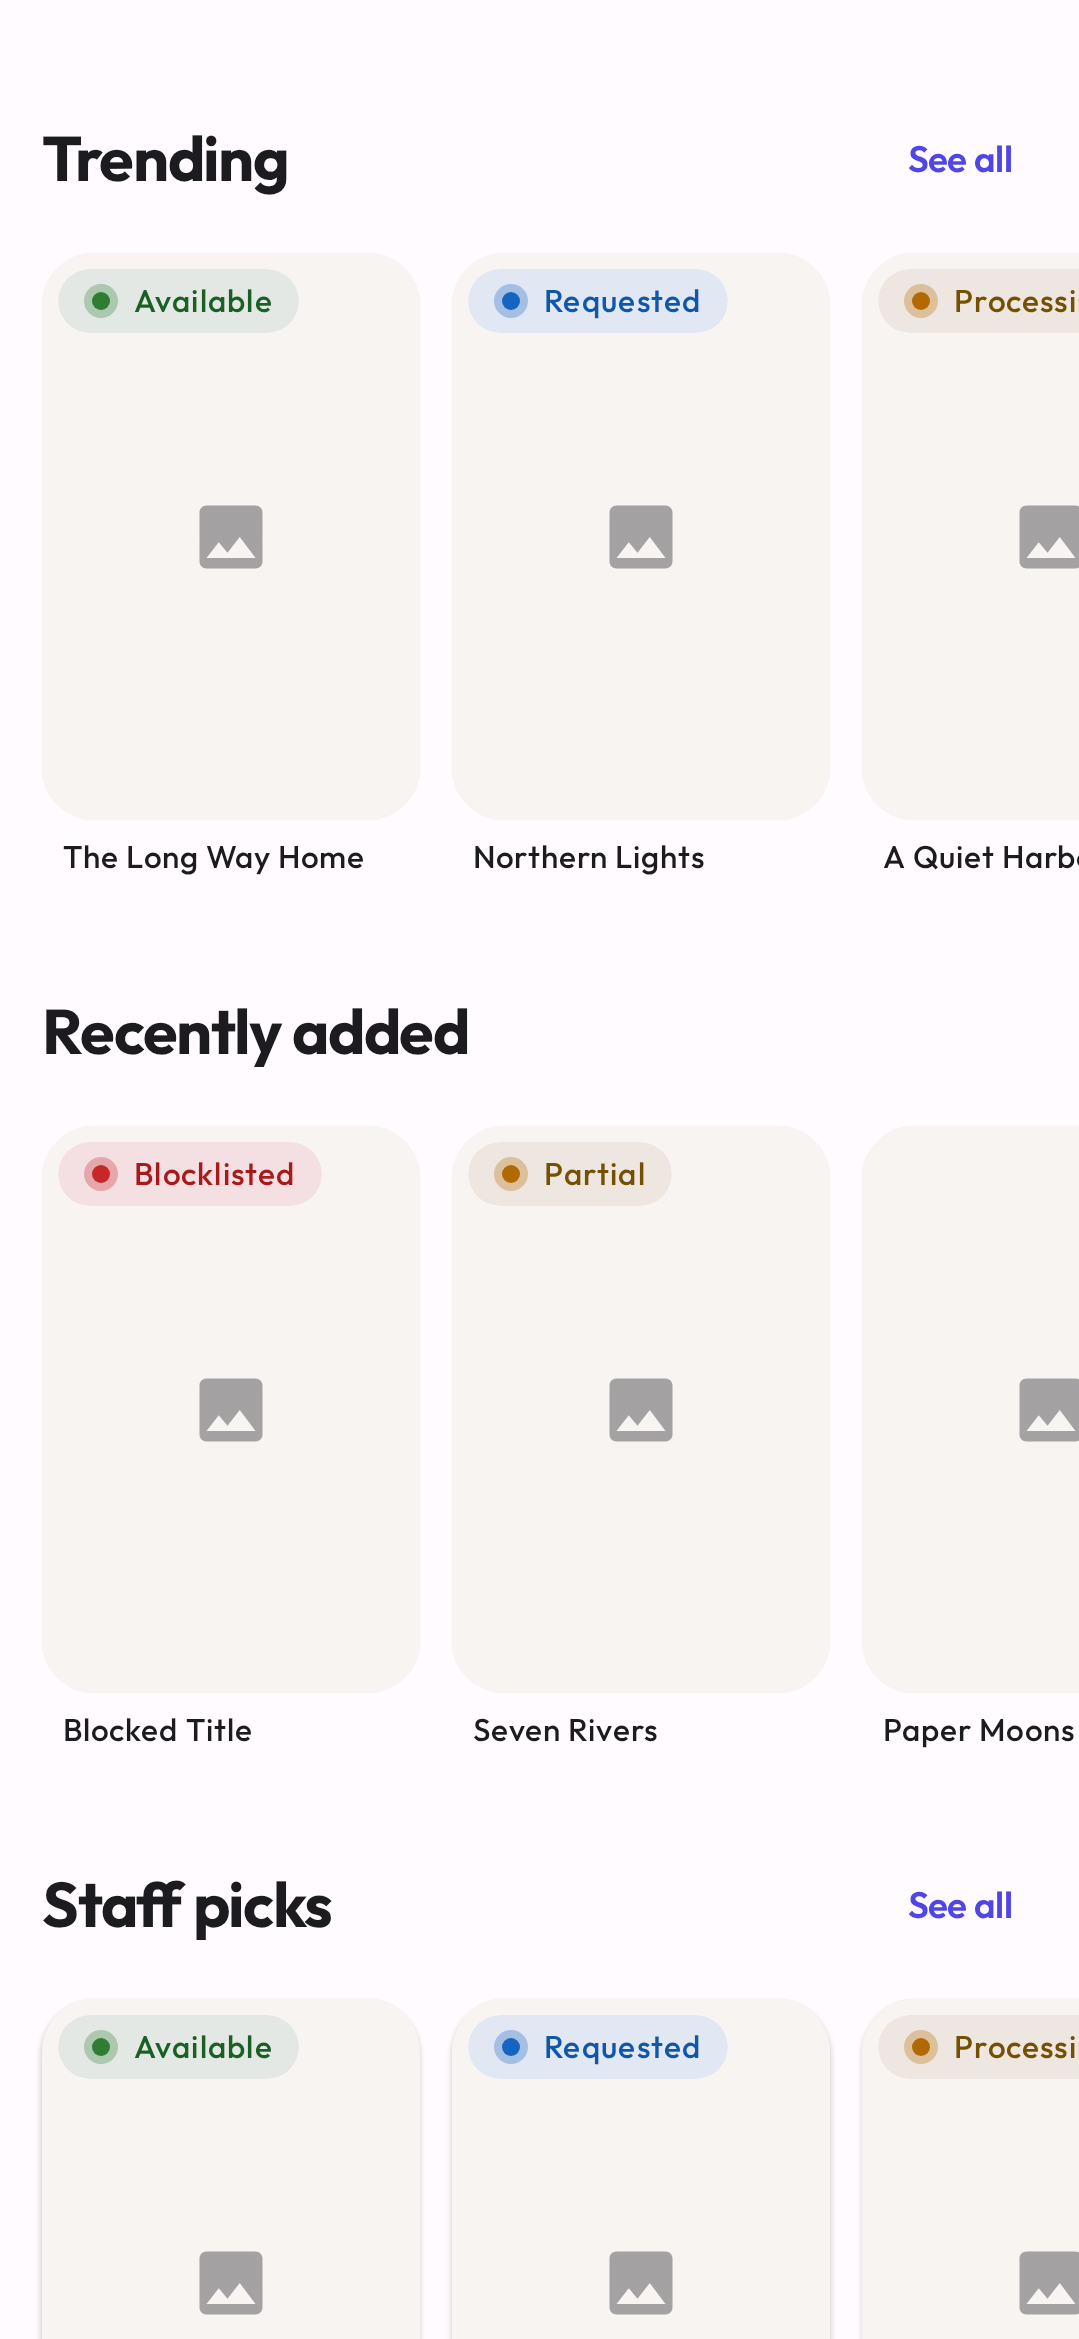 Trending
See all
Available
Requested
Processi
The Long Way Home
Northern Lights
A Quiet Harb
Recently added
Blocklisted
Partial
Blocked Title
Seven Rivers
Paper Moons
Staff picks
See all
Available
Requested
Processi